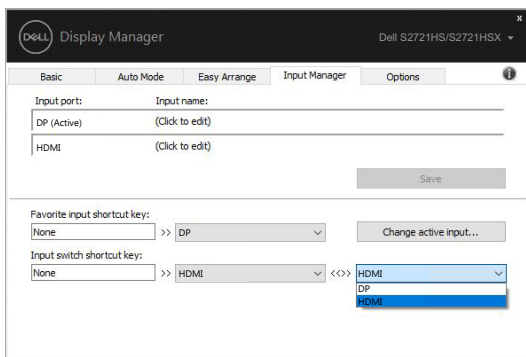 DELL Display Manager Dell S2721HS/S2721HSX
x
Basic Auto Mode Easy Arrange Input Manager Options
Input port: Input name:
DP (Active) (Click to edit)
HDMI (Click to edit)
Save
Favorite input shortcut key:
None >> DP Change active input...
Input switch shortcut key:
None >> HDMI <<>> HDMI
DP
HDMI